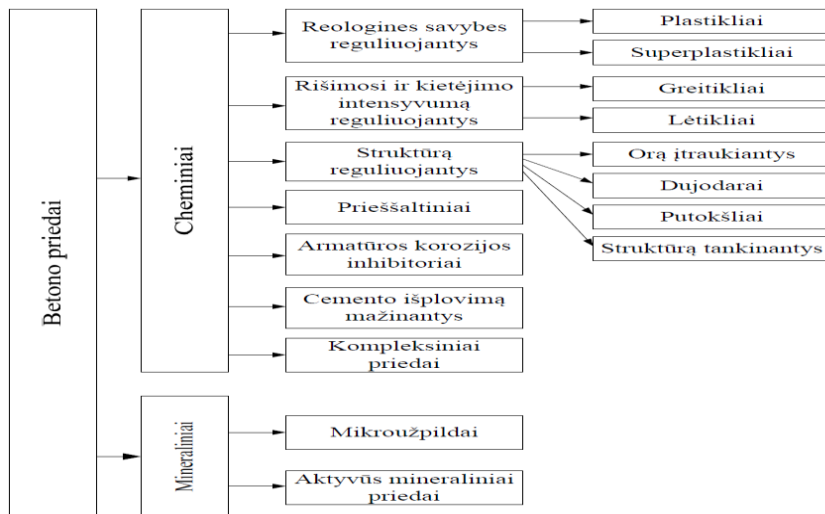 Betono priedai
Cheminiai
Reologines savybes
reguliuojantys
Plastikliai
Superplastikliai
Rišimosi ir kietėjimo
intensyvumą
reguliuojantys
Greitikliai
Lėtikliai
Struktūrą
reguliuojantys
Orą įtraukiantys
Dujodarai
Putokšliai
Struktūrą tankinantys
Prieššaltiniai
Armatūros korozijos
inhibitoriai
Cemento išplovimą
mažinantys
Kompleksiniai
priedai
Mineraliniai
Mikroužpildai
Aktyvūs mineraliniai
priedai